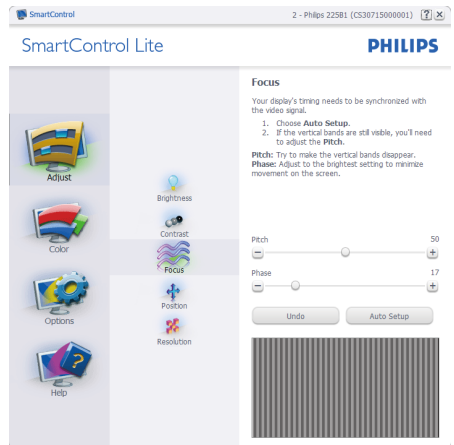 SmartControl
2 - Philips 225B1 (CS30715000001)
?
SmartControl Lite
PHILIPS
Adjust
Color
Options
Help
Brightness
Contrast
Focus
Position
Resolution
Focus
Your display's timing needs to be synchronized with
the video signal.
1. Choose Auto Setup.
2. If the vertical bands are still visible, you'll need
to adjust the Pitch.
Pitch: Try to make the vertical bands disappear.
Phase: Adjust to the brightest setting to minimize
movement on the screen.
Pitch 50
Phase 17
Undo Auto Setup